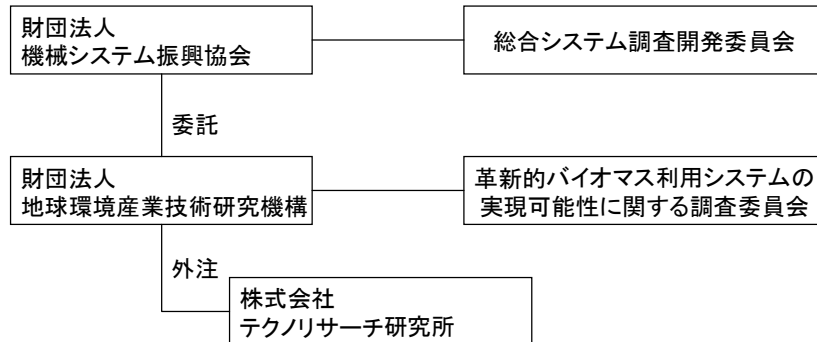 財団法人
機械システム振興協会
総合システム調査開発委員会
委託
財団法人
地球環境産業技術研究機構
革新的バイオマス利用システムの
実現可能性に関する調査委員会
外注
株式会社
テクノリサーチ研究所